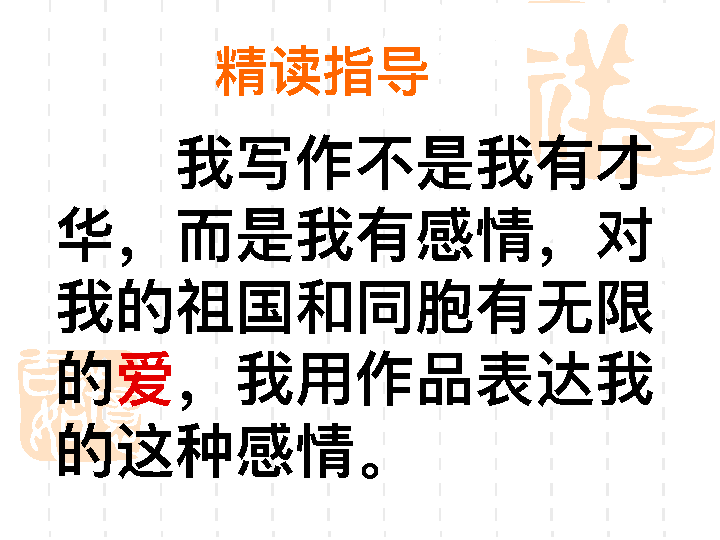 精读指导
我写作不是我有才
华，而是我有感情，对
我的祖国和同胞有无限
的爱，我用作品表达我
的这种感情。